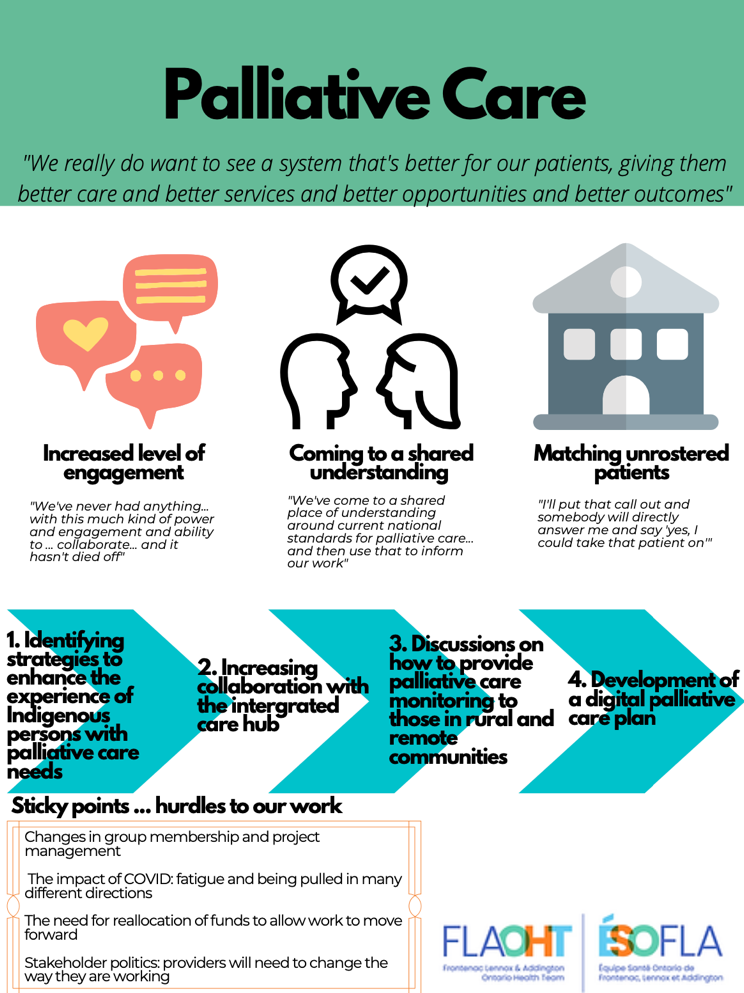 Palliative Care
"We really do want to see a system that's better for our patients, giving them
better care and better services and better opportunities and better outcomes"
Increased level of
engagement
"We've never had anything...
with this much kind of power
and engagement and ability
to ... collaborate... and it
hasn't died off"
Coming to a shared
understanding
"We've come to a shared
place of understanding
around current national
standards for palliative care...
and then use that to inform
our work"
Matching unrostered
patients
"I'll put that call out and
somebody will directly
answer me and say 'yes, I
could take that patient on'"
1. Identifying
strategies to
enhance the
experience of
Indigenous
persons with
palliative care
needs
2. Increasing
collaboration with
the intergrated
care hub
3. Discussions on
how to provide
palliative care
monitoring to
those in rural and
remote
communities
4. Development of
a digital palliative
care plan
Sticky points ... hurdles to our work
Changes in group membership and project
management
The impact of COVID: fatigue and being pulled in many
different directions
The need for reallocation of funds to allow work to move
forward
Stakeholder politics: providers will need to change the
way they are working
FLAOHT
Frontenac Lennox & Addington
Ontario Health Team
ÉSOFLA
Équipe Santé Ontario de
Frontenac, Lennox et Addington